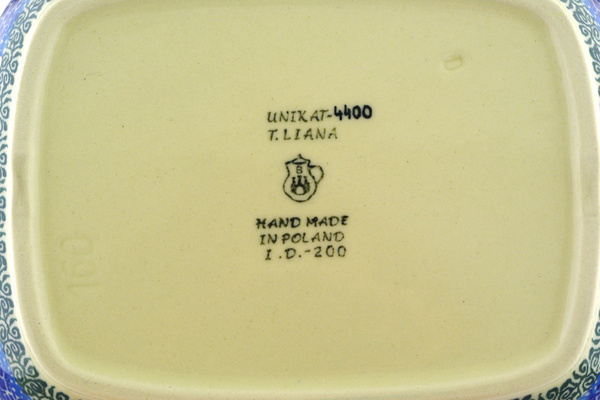 UNIKAT-4400
T.LIANA
B
HAND MADE
IN POLAND
I.D.-200